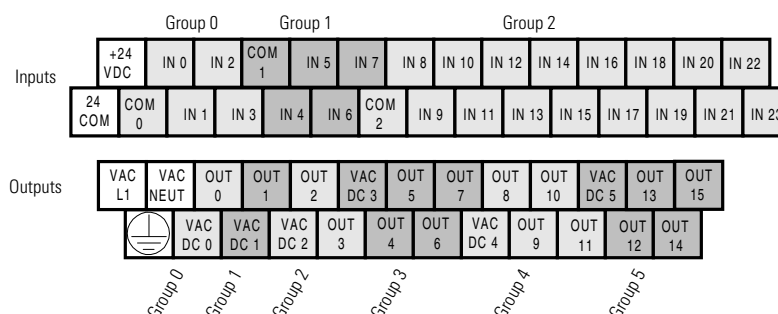 Group 0 Group 1 Group 2
Inputs
+24 VDC IN 0 IN 2 COM 1 IN 5 IN 7 IN 8 IN 10 IN 12 IN 14 IN 16 IN 18 IN 20 IN 22
24 COM COM 0 IN 1 IN 3 IN 4 IN 6 COM 2 IN 9 IN 11 IN 13 IN 15 IN 17 IN 19 IN 21 IN 23
Outputs
VAC L1 VAC NEUT OUT 0 OUT 1 OUT 2 VAC DC 3 OUT 5 OUT 7 OUT 8 OUT 10 VAC DC 5 OUT 13 OUT 15
VAC DC 0 VAC DC 1 VAC DC 2 OUT 3 OUT 4 OUT 6 VAC DC 4 OUT 9 OUT 11 OUT 12 OUT 14
Group 0 Group 1 Group 2 Group 3 Group 4 Group 5